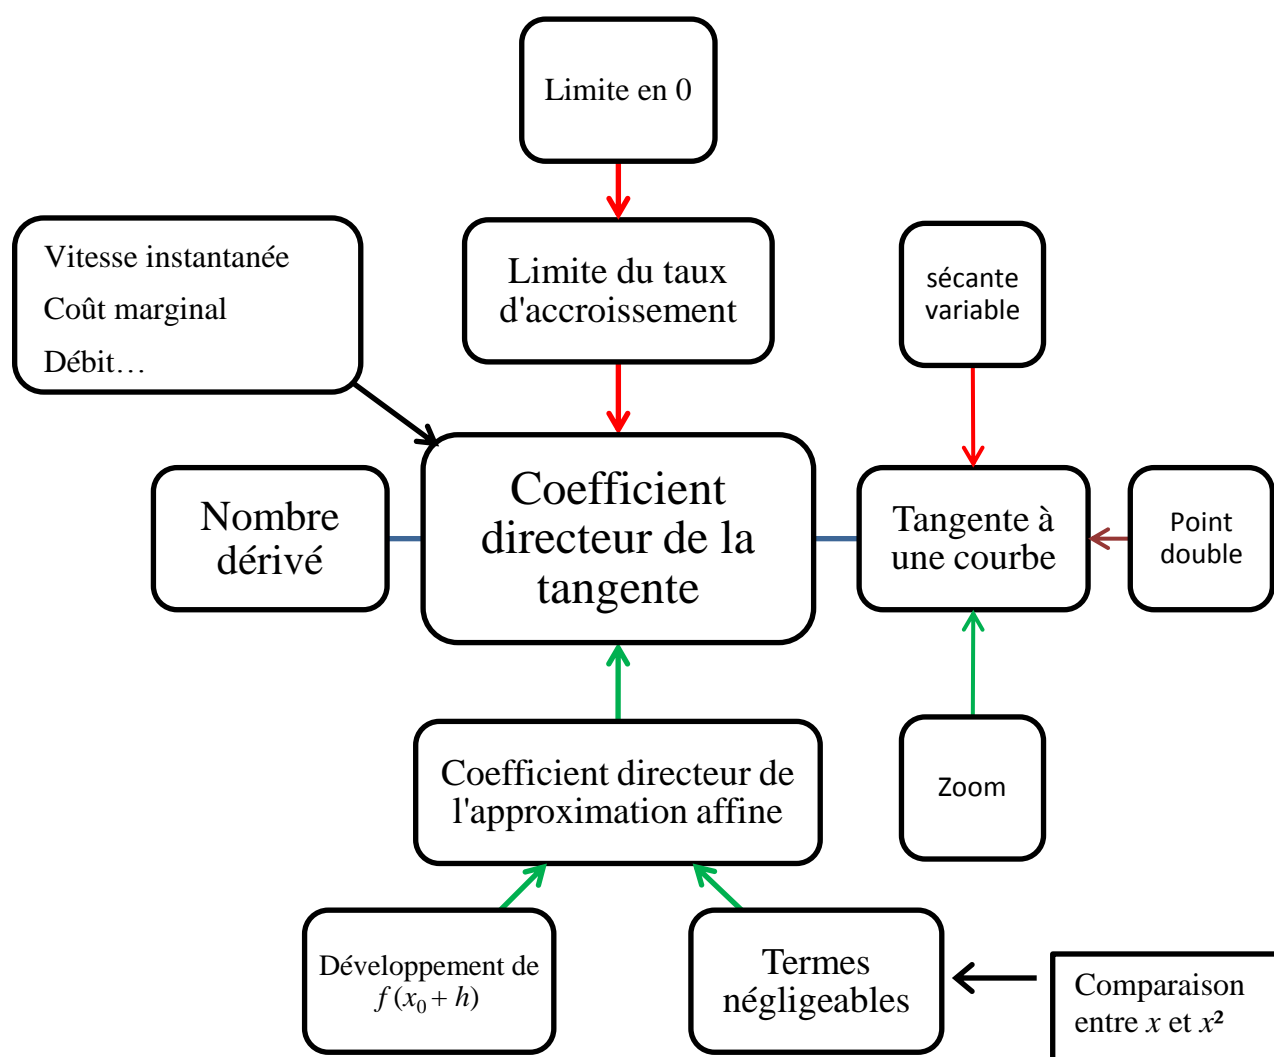 Limite en 0
Vitesse instantanée
Coût marginal
Débit…
Limite du taux
d'accroissement
sécante
variable
Nombre
dérivé
Coefficient
directeur de la
tangente
Tangente à
une courbe
Point
double
Coefficient directeur de
l'approximation affine
Zoom
Développement de
f (x₀ + h)
Termes
négligeables
Comparaison
entre x et x²